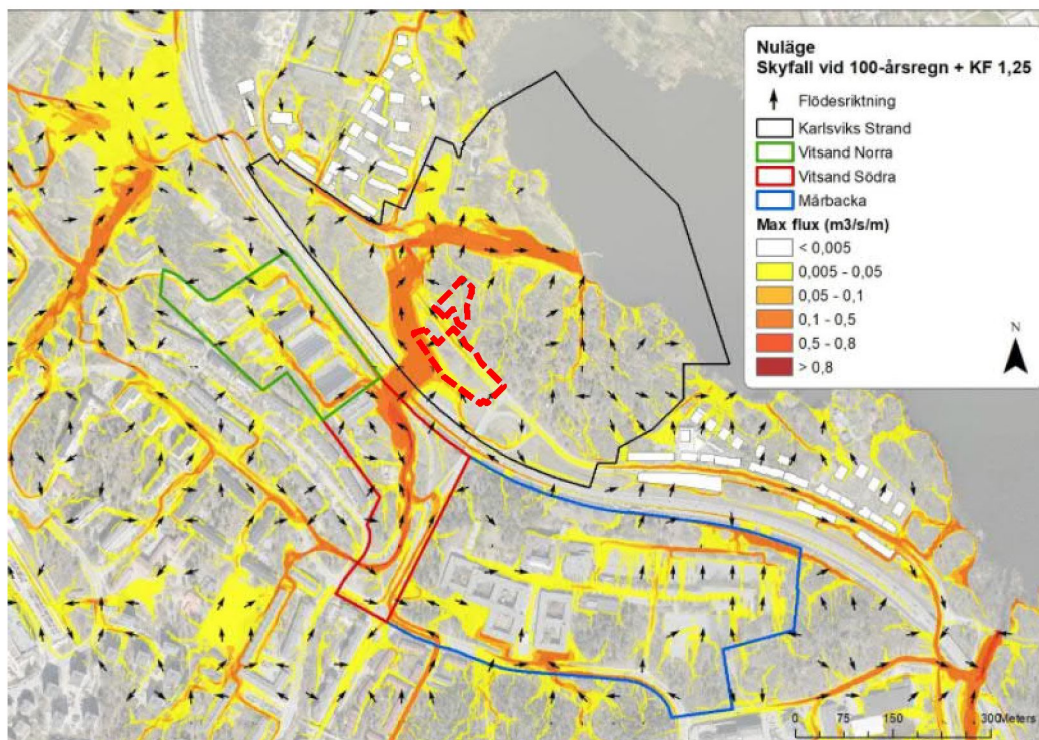 Nuläge
Skyfall vid 100-årsregn + KF 1,25
Flödesriktning
Karlsviks Strand
Vitsand Norra
Vitsand Södra
Mårbacka
Max flux (m3/s/m)
< 0,005
0,005 - 0,05
0,05 - 0,1
0,1 - 0,5
0,5 - 0,8
> 0,8
N
0 75 150 300Meters